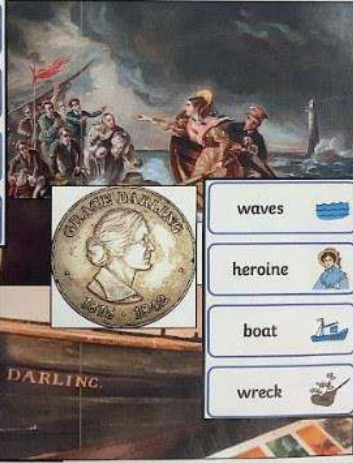 GRACE DARLING
1815 - 1842
waves
heroine
boat
wreck
DARLING.